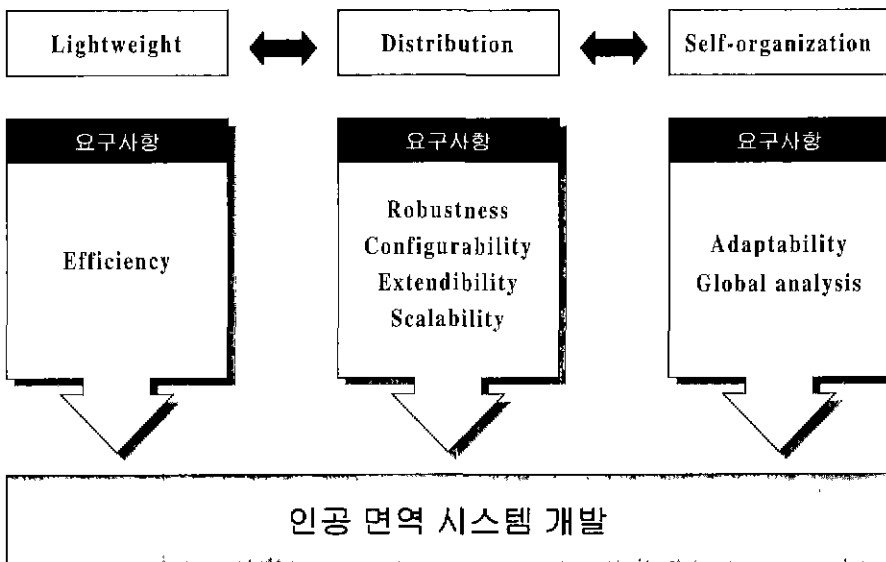 Lightweight
Distribution
Self-organization
요구사항
Efficiency
요구사항
Robustness
Configurability
Extendibility
Scalability
요구사항
Adaptability
Global analysis
인공 면역 시스템 개발